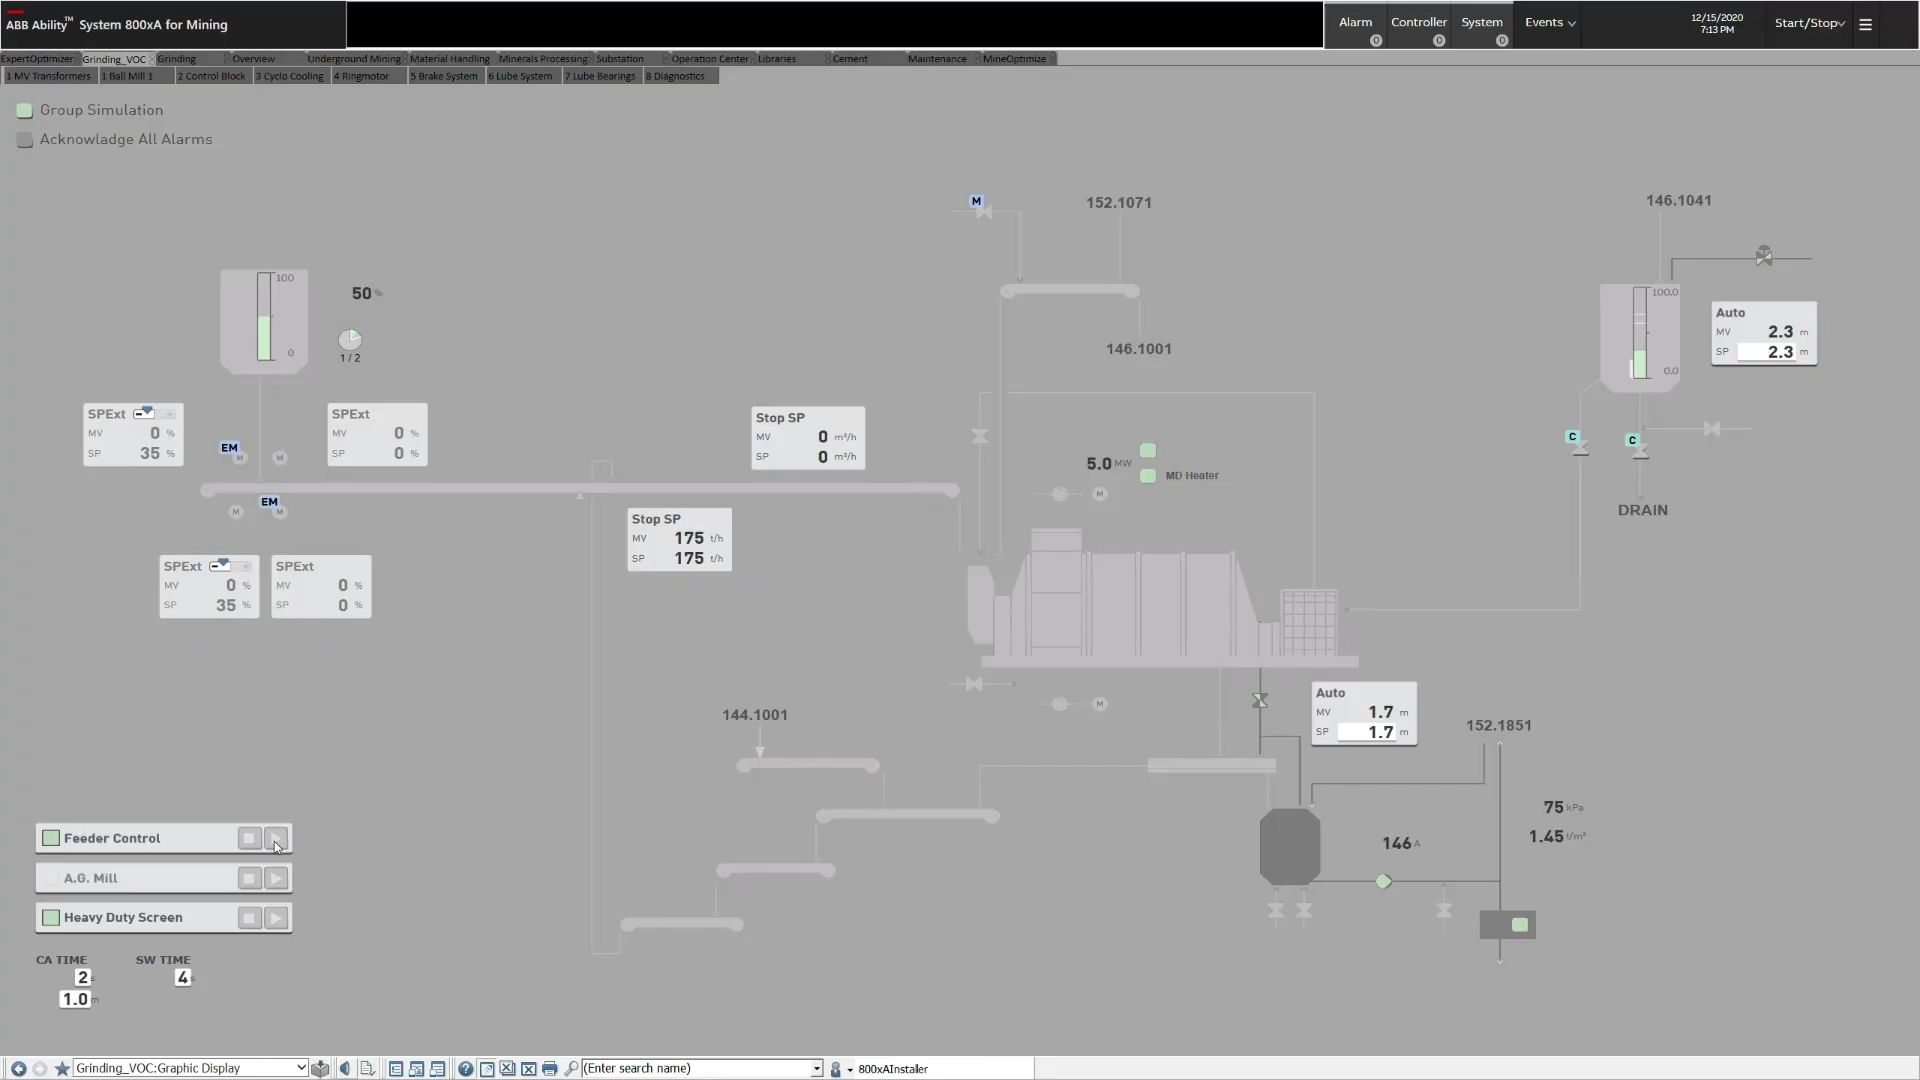 ABB Ability™ System 800xA for Mining
Alarm 0
Controller 0
System 0
Events
12/15/2020
7:13 PM
Start/Stop
ExpertOptimizer Grinding_VOC Grinding Overview Underground Mining Material Handling Minerals Processing Substation Operation Center Libraries Cement Maintenance MineOptimize
1 MV Transformers 1 Ball Mill 1 2 Control Block 3 Cyclo Cooling 4 Ringmotor 5 Brake System 6 Lube System 7 Lube Bearings 8 Diagnostics
Group Simulation
Acknowladge All Alarms
M
152.1071
146.1041
100
0
50 %
1 / 2
146.1001
100.0
0.0
Auto
MV 2.3 m
SP 2.3 m
SPExt
MV 0 %
SP 35 %
EM
M
M
SPExt
MV 0 %
SP 0 %
Stop SP
MV 0 m³/h
SP 0 m³/h
5.0 MW
MD Heater
M
C
C
DRAIN
EM
M
M
Stop SP
MV 175 t/h
SP 175 t/h
SPExt
MV 0 %
SP 35 %
SPExt
MV 0 %
SP 0 %
M
144.1001
Auto
MV 1.7 m
SP 1.7 m
152.1851
75 kPa
1.45 t/m³
146 A
Feeder Control
A.G. Mill
Heavy Duty Screen
CA TIME
2
1.0 m
SW TIME
4
Grinding_VOC:Graphic Display
(Enter search name)
800xAInstaler